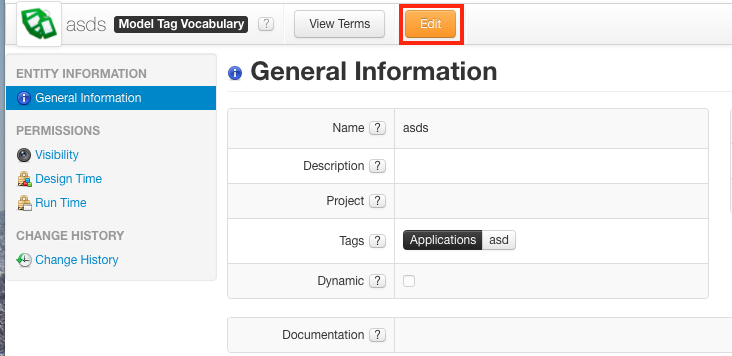 asds Model Tag Vocabulary ? View Terms Edit
ENTITY INFORMATION
General Information
PERMISSIONS
Visibility
Design Time
Run Time
CHANGE HISTORY
Change History
General Information
Name ? asds
Description ?
Project ?
Tags ? Applications asd
Dynamic ?
Documentation ?